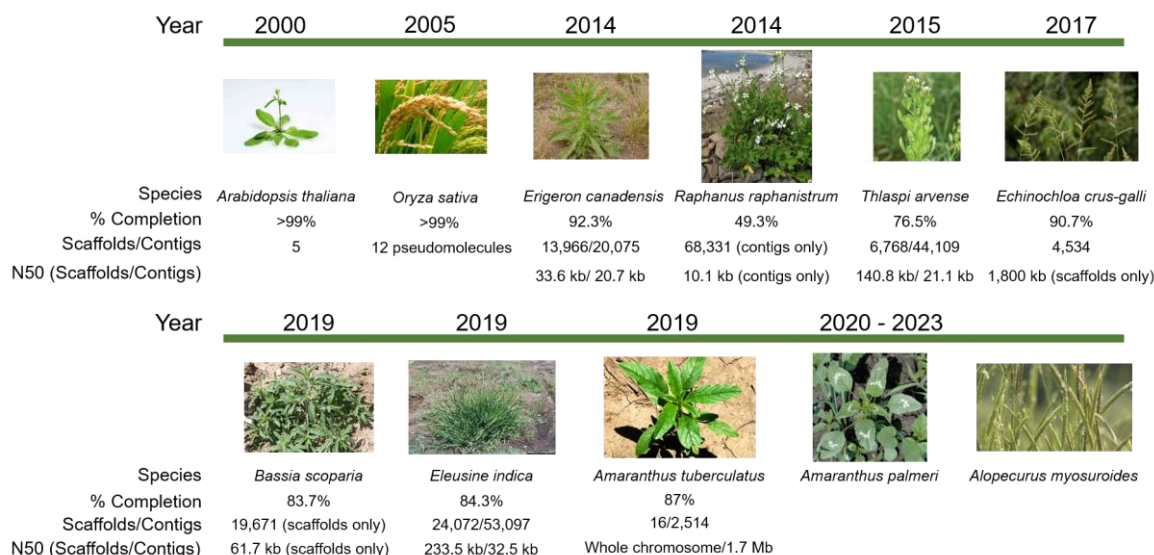 Year 2000 2005 2014 2014 2015 2017
Species Arabidopsis thaliana Oryza sativa Erigeron canadensis Raphanus raphanistrum Thlaspi arvense Echinochloa crus-galli
% Completion >99% >99% 92.3% 49.3% 76.5% 90.7%
Scaffolds/Contigs 5 12 pseudomolecules 13,966/20,075 68,331 (contigs only) 6,768/44,109 4,534
N50 (Scaffolds/Contigs) 33.6 kb/ 20.7 kb 10.1 kb (contigs only) 140.8 kb/ 21.1 kb 1,800 kb (scaffolds only)
Year 2019 2019 2019 2020 - 2023
Species Bassia scoparia Eleusine indica Amaranthus tuberculatus Amaranthus palmeri Alopecurus myosuroides
% Completion 83.7% 84.3% 87%
Scaffolds/Contigs 19,671 (scaffolds only) 24,072/53,097 16/2,514
N50 (Scaffolds/Contigs) 61.7 kb (scaffolds only) 233.5 kb/32.5 kb Whole chromosome/1.7 Mb